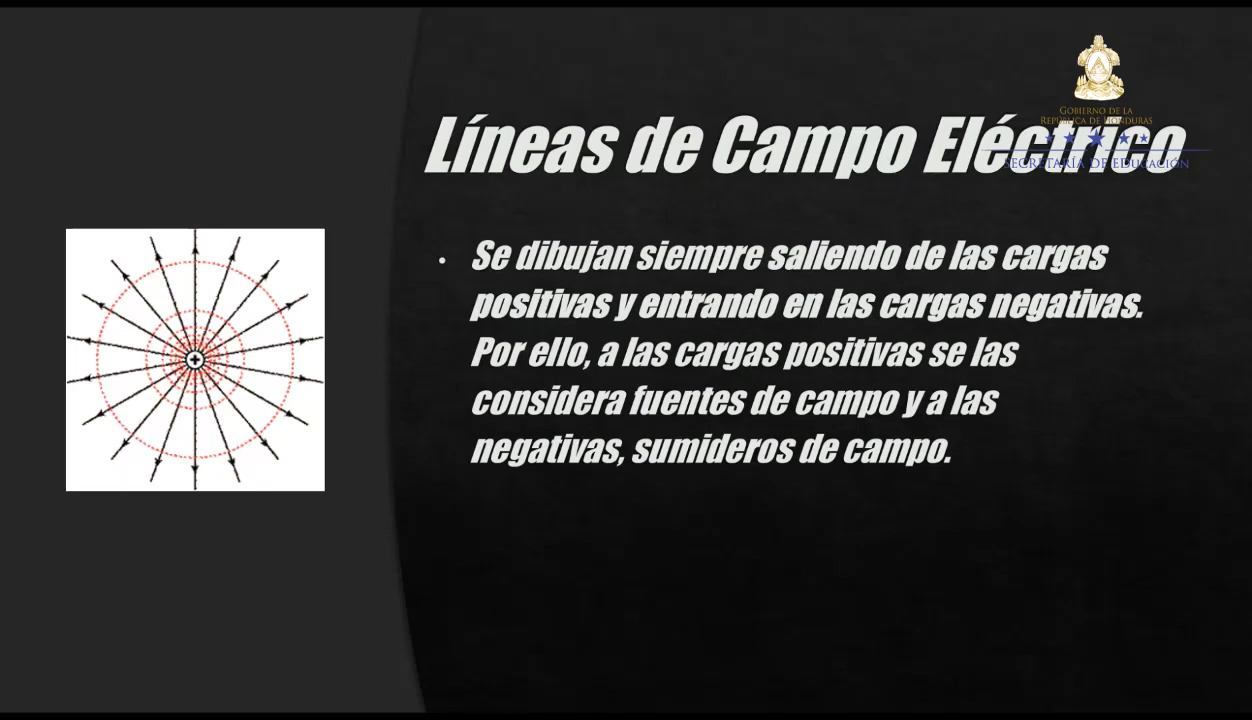 GOBIERNO DE LA
REPÚBLICA DE HONDURAS
SECRETARÍA DE EDUCACIÓN
Líneas de Campo Eléctrico
• Se dibujan siempre saliendo de las cargas
positivas y entrando en las cargas negativas.
Por ello, a las cargas positivas se las
considera fuentes de campo y a las
negativas, sumideros de campo.
+